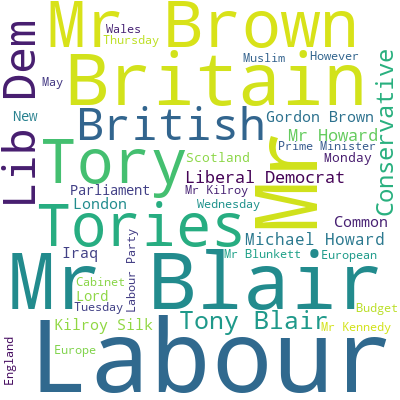 Mr Brown
Wales
Thursday
Lib Dem
Britain
Muslim
However
May
Conservative
New
British
Gordon Brown
Mr Howard
Tory
Prime Minister
Scotland
Monday
Mr
Liberal Democrat
Parliament
Mr Kilroy
London
Wednesday
Tories
Common
Michael Howard
Iraq
Labour Party
Mr Blunkett
European
Mr Blair
Cabinet
Lord
Tuesday
Budget
Kilroy Silk
Tony Blair
Mr Kennedy
England
Europe
Labour